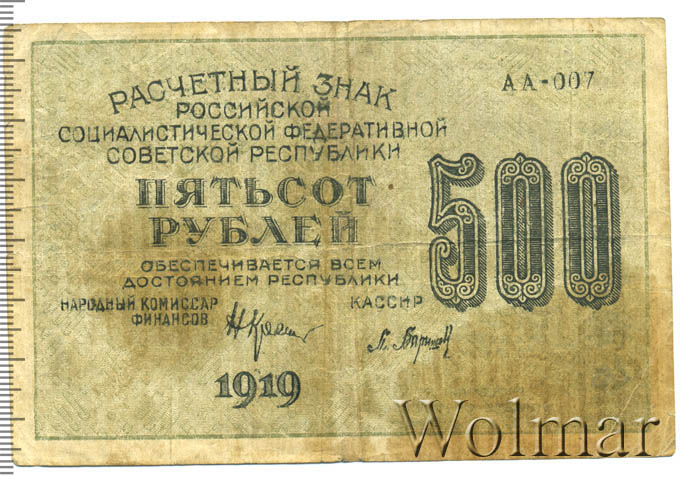 РАСЧЕТНЫЙ ЗНАК
АА-007
РОССИЙСКОЙ
СОЦИАЛИСТИЧЕСКОЙ ФЕДЕРАТИВНОЙ
СОВЕТСКОЙ РЕСПУБЛИКИ
ПЯТЬСОТ
РУБЛЕЙ
500
ОБЕСПЕЧИВАЕТСЯ ВСЕМ
ДОСТОЯНИЕМ РЕСПУБЛИКИ
НАРОДНЫЙ КОМИССАР
ФИНАНСОВ
КАССИР
1919
Wolmar